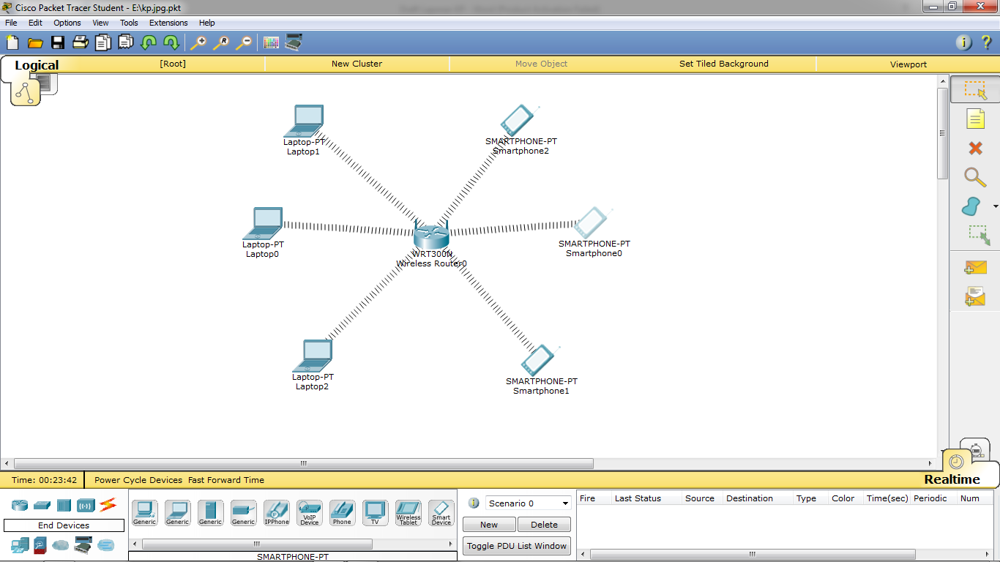 Cisco Packet Tracer Student - E:\kp.jpg.pkt
File Edit Options View Tools Extensions Help
Logical [Root] New Cluster Move Object Set Tiled Background Viewport
Laptop-PT
Laptop1
SMARTPHONE-PT
Smartphone2
Laptop-PT
Laptop0
WRT300N
Wireless Router0
SMARTPHONE-PT
Smartphone0
Laptop-PT
Laptop2
SMARTPHONE-PT
Smartphone1
Time: 00:23:42 Power Cycle Devices Fast Forward Time Realtime
End Devices
Generic Generic Generic Generic IPPhone VoIP Device Phone TV Wireless Tablet Smart Device
SMARTPHONE-PT
Scenario 0
New Delete
Toggle PDU List Window
Fire Last Status Source Destination Type Color Time(sec) Periodic Num